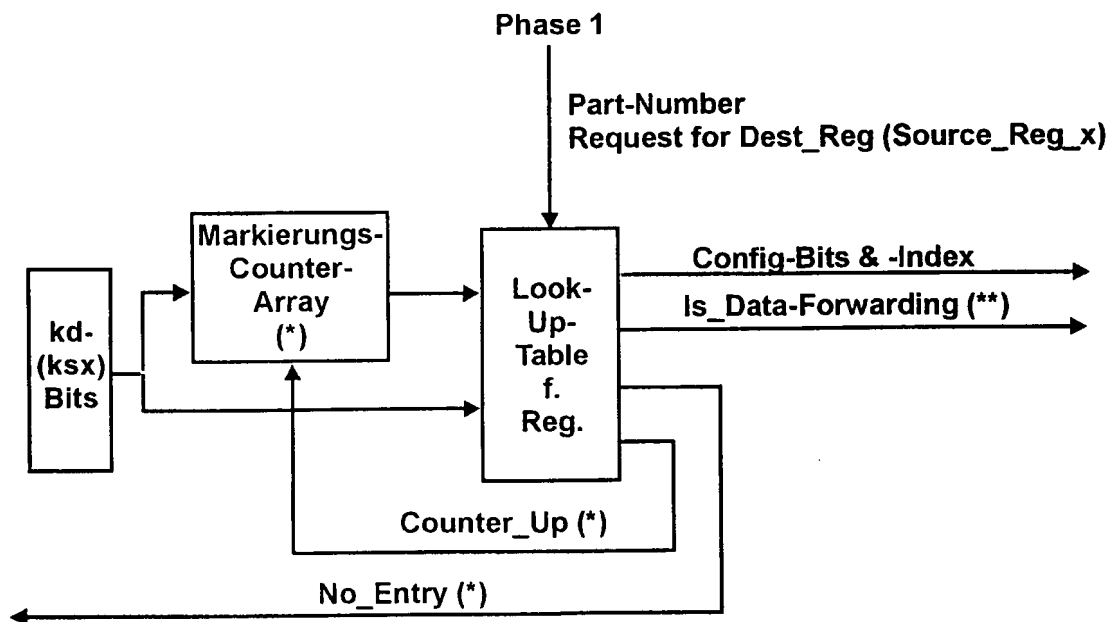 Phase 1
Part-Number
Request for Dest_Reg (Source_Reg_x)
Markierungs-
Counter-
Array
(*)
kd-
(ksx)
Bits
Look-
Up-
Table
f.
Reg.
Config-Bits & -Index
Is_Data-Forwarding (**)
Counter_Up (*)
No_Entry (*)